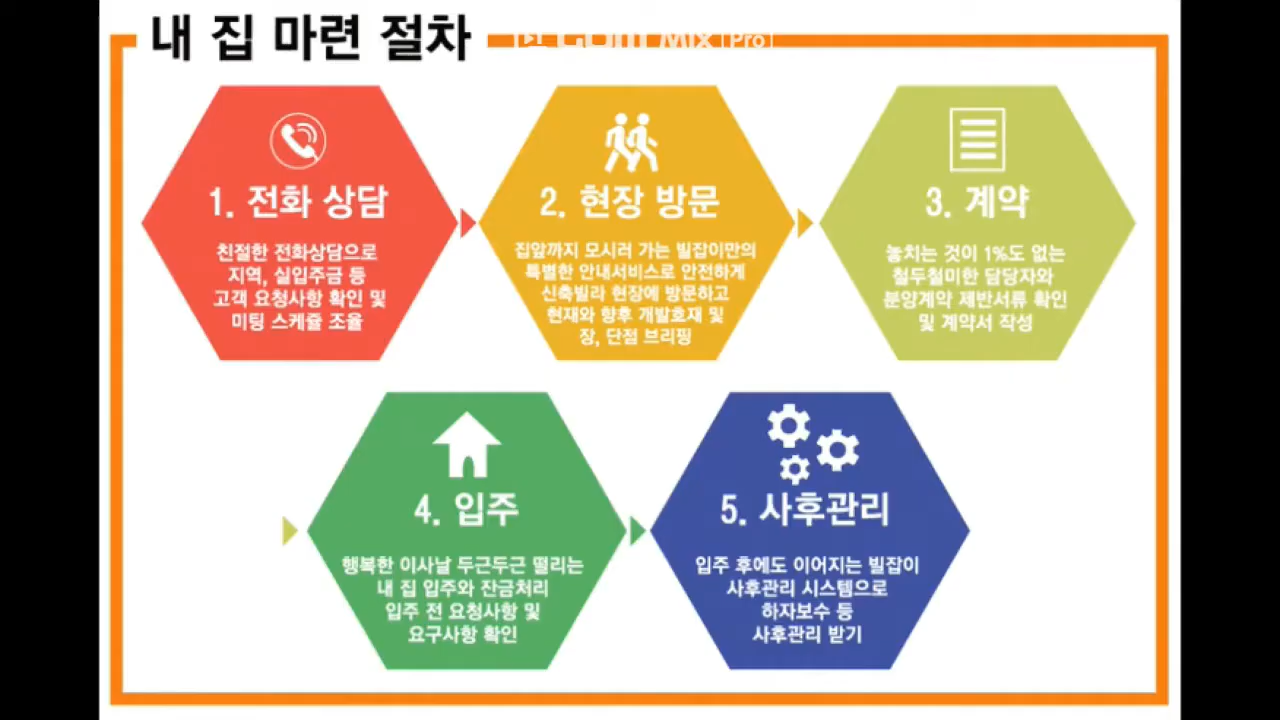 내 집 마련 절차
GOM Mix Pro
1. 전화 상담
친절한 전화상담으로
지역, 실입주금 등
고객 요청사항 확인 및
미팅 스케쥴 조율
2. 현장 방문
집앞까지 모시러 가는 빌잡이만의
특별한 안내서비스로 안전하게
신축빌라 현장에 방문하고
현재와 향후 개발호재 및
장, 단점 브리핑
3. 계약
놓치는 것이 1%도 없는
철두철미한 담당자와
분양계약 제반서류 확인
및 계약서 작성
4. 입주
행복한 이사날 두근두근 떨리는
내 집 입주와 잔금처리
입주 전 요청사항 및
요구사항 확인
5. 사후관리
입주 후에도 이어지는 빌잡이
사후관리 시스템으로
하자보수 등
사후관리 받기